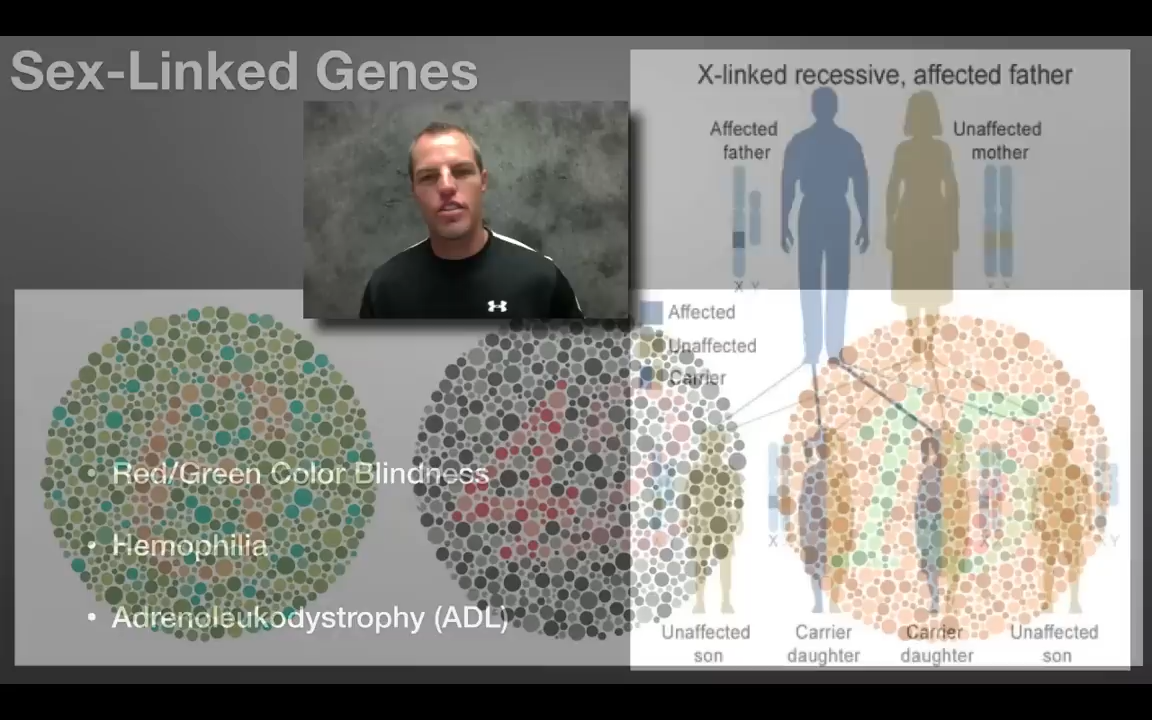 Sex-Linked Genes
X-linked recessive, affected father
Affected
father
Unaffected
mother
X Y
Affected
Unaffected
Carrier
• Red/Green Color Blindness
• Hemophilia
• Adrenoleukodystrophy (ADL)
X
X
X Y
Unaffected
son
Carrier
daughter
Carrier
daughter
Unaffected
son